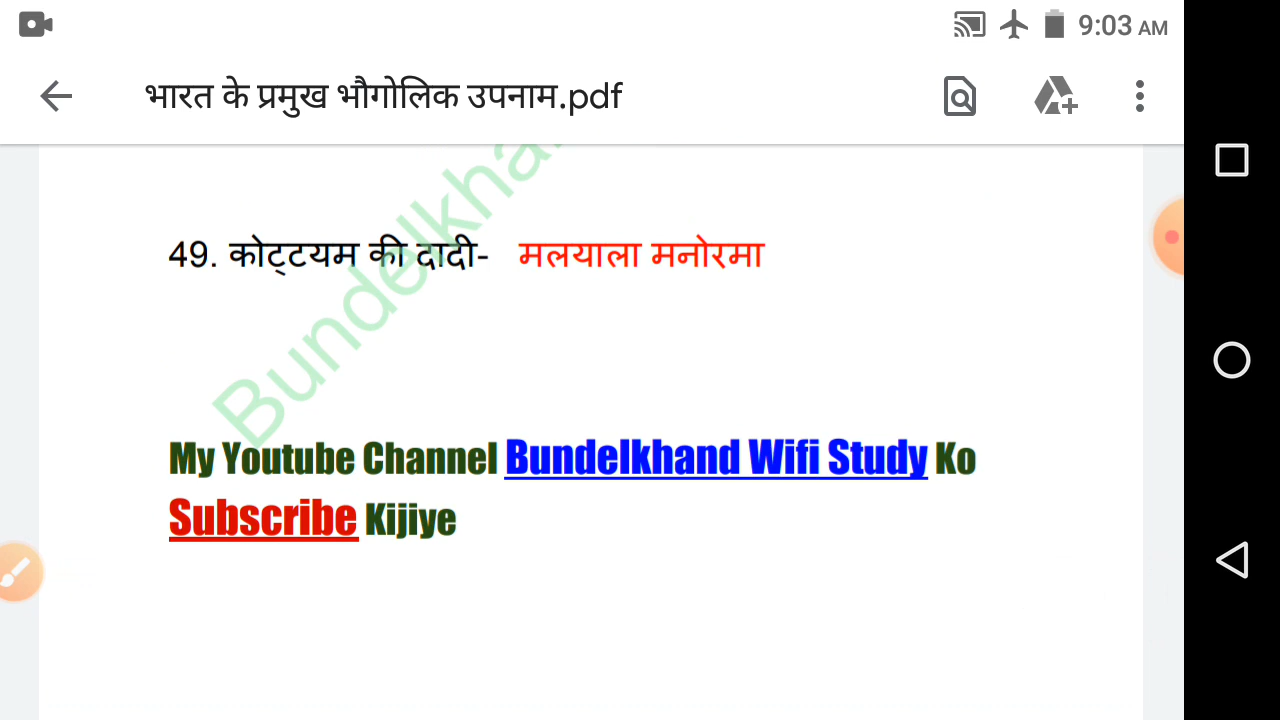 9:03 AM
भारत के प्रमुख भौगोलिक उपनाम.pdf
49. कोट्टयम की दादी- मलयाला मनोरमा
My Youtube Channel Bundelkhand Wifi Study Ko
Subscribe Kijiye